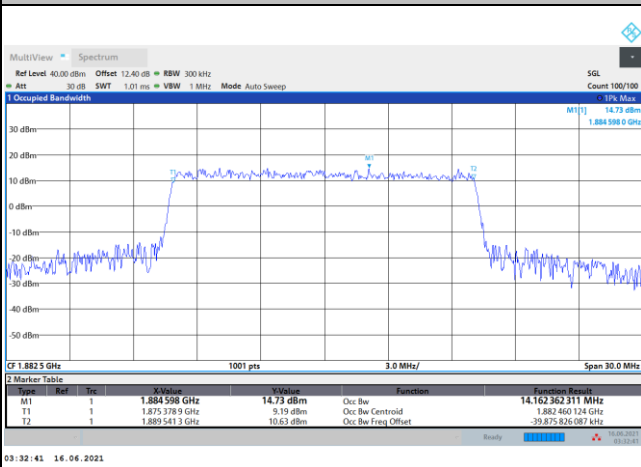 MultiView Spectrum
Ref Level 40.00 dBm Offset 12.40 dB RBW 300 kHz SGL
Att 30 dB SWT 1.01 ms VBW 1 MHz Mode Auto Sweep Count 100/100
1 Occupied Bandwidth 1Pk Max
M1[1] 14.73 dBm
1.884 598 0 GHz
30 dBm
20 dBm
M1
T1 T2
10 dBm
0 dBm
-10 dBm
-20 dBm
-30 dBm
-40 dBm
-50 dBm
CF 1.882 5 GHz 1001 pts 3.0 MHz/ Span 30.0 MHz
2 Marker Table
Type Ref Trc X-Value Y-Value Function Function Result
M1 1 1.884 598 GHz 14.73 dBm Occ Bw 14.162 362 311 MHz
T1 1 1.875 378 9 GHz 9.19 dBm Occ Bw Centroid 1.882 460 124 GHz
T2 1 1.889 541 3 GHz 10.63 dBm Occ Bw Freq Offset -39.875 826 087 kHz
Ready 16.06.2021
03:32:41
03:32:41 16.06.2021